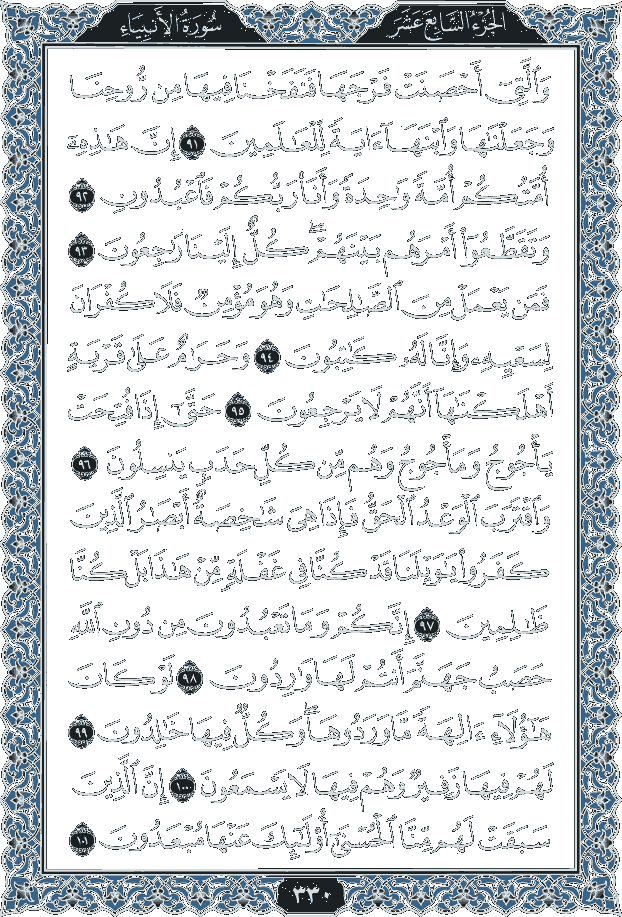 الجزء السابع عشر
سورة الأنبياء
وَٱلَّتِىٓ أَحْصَنَتْ فَرْجَهَا فَنَفَخْنَا فِيهَا مِن رُّوحِنَا
وَجَعَلْنَٰهَا وَٱبْنَهَآ ءَايَةً لِّلْعَٰلَمِينَ ٩١ إِنَّ هَٰذِهِۦٓ
أُمَّتُكُمْ أُمَّةً وَٰحِدَةً وَأَنَا۠ رَبُّكُمْ فَٱعْبُدُونِ ٩٢
وَتَقَطَّعُوٓا۟ أَمْرَهُم بَيْنَهُمْ ۖ كُلٌّ إِلَيْنَا رَٰجِعُونَ ٩٣
فَمَن يَعْمَلْ مِنَ ٱلصَّٰلِحَٰتِ وَهُوَ مُؤْمِنٌ فَلَا كُفْرَانَ
لِسَعْيِهِۦ وَإِنَّا لَهُۥ كَٰتِبُونَ ٩٤ وَحَرَٰمٌ عَلَىٰ قَرْيَةٍ
أَهْلَكْنَٰهَآ أَنَّهُمْ لَا يَرْجِعُونَ ٩٥ حَتَّىٰٓ إِذَا فُتِحَتْ
يَأْجُوجُ وَمَأْجُوجُ وَهُم مِّن كُلِّ حَدَبٍ يَنسِلُونَ ٩٦
وَٱقْتَرَبَ ٱلْوَعْدُ ٱلْحَقُّ فَإِذَا هِىَ شَٰخِصَةٌ أَبْصَٰرُ ٱلَّذِينَ
كَفَرُوا۟ يَٰوَيْلَنَا قَدْ كُنَّا فِى غَفْلَةٍ مِّنْ هَٰذَا بَلْ كُنَّا
ظَٰلِمِينَ ٩٧ إِنَّكُمْ وَمَا تَعْبُدُونَ مِن دُونِ ٱللَّهِ
حَصَبُ جَهَنَّمَ أَنتُمْ لَهَا وَٰرِدُونَ ٩٨ لَوْ كَانَ
هَٰٓؤُلَآءِ ءَالِهَةً مَّا وَرَدُوهَا ۖ وَكُلٌّ فِيهَا خَٰلِدُونَ ٩٩
لَهُمْ فِيهَا زَفِيرٌ وَهُمْ فِيهَا لَا يَسْمَعُونَ ١٠٠ إِنَّ ٱلَّذِينَ
سَبَقَتْ لَهُم مِّنَّا ٱلْحُسْنَىٰٓ أُو۟لَٰٓئِكَ عَنْهَا مُبْعَدُونَ ١٠١
٣٣٠